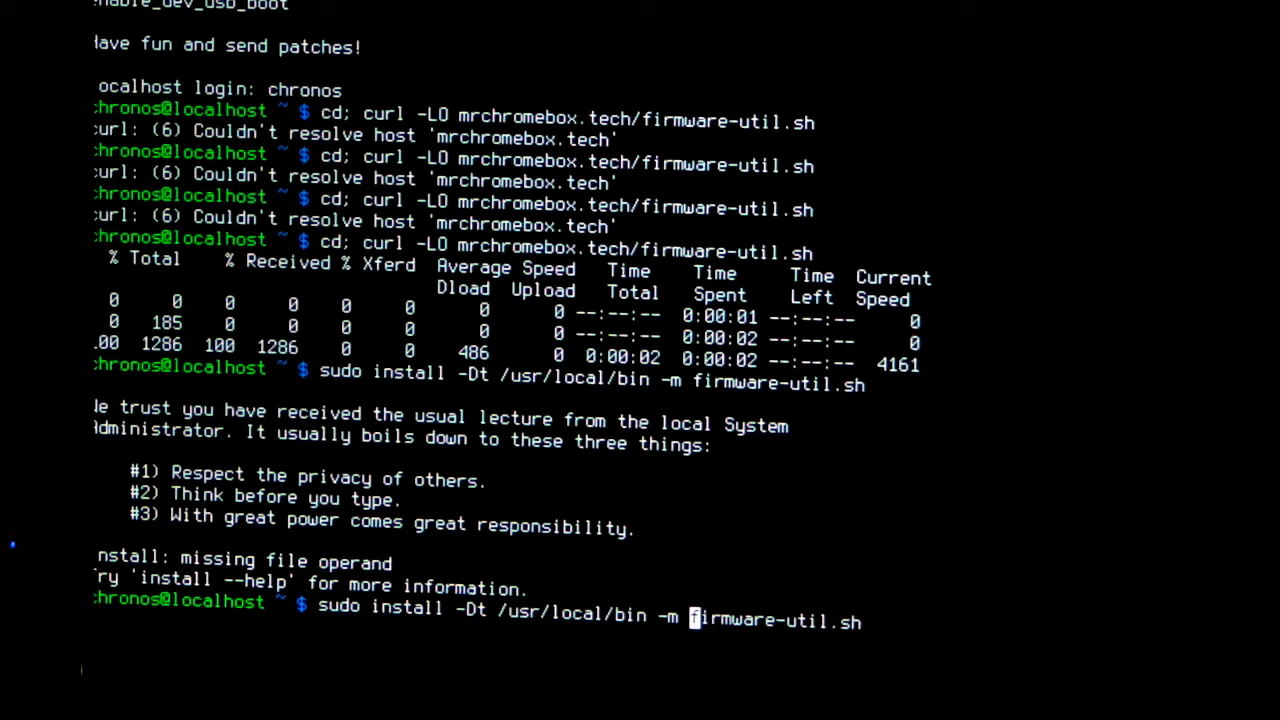 enable_dev_usb_boot
Have fun and send patches!
localhost login: chronos
chronos@localhost ~ $ cd; curl -LO mrchromebox.tech/firmware-util.sh
curl: (6) Couldn't resolve host 'mrchromebox.tech'
chronos@localhost ~ $ cd; curl -LO mrchromebox.tech/firmware-util.sh
curl: (6) Couldn't resolve host 'mrchromebox.tech'
chronos@localhost ~ $ cd; curl -LO mrchromebox.tech/firmware-util.sh
curl: (6) Couldn't resolve host 'mrchromebox.tech'
chronos@localhost ~ $ cd; curl -LO mrchromebox.tech/firmware-util.sh
% Total % Received % Xferd Average Speed Time Time Time Current
Dload Upload Total Spent Left Speed
0 0 0 0 0 0 0 0 --:--:-- 0:00:01 --:--:-- 0
0 185 0 0 0 0 0 0 --:--:-- 0:00:02 --:--:-- 0
100 1286 100 1286 0 0 486 0 0:00:02 0:00:02 --:--:-- 4161
chronos@localhost ~ $ sudo install -Dt /usr/local/bin -m firmware-util.sh
We trust you have received the usual lecture from the local System
Administrator. It usually boils down to these three things:
#1) Respect the privacy of others.
#2) Think before you type.
#3) With great power comes great responsibility.
install: missing file operand
Try 'install --help' for more information.
chronos@localhost ~ $ sudo install -Dt /usr/local/bin -m firmware-util.sh